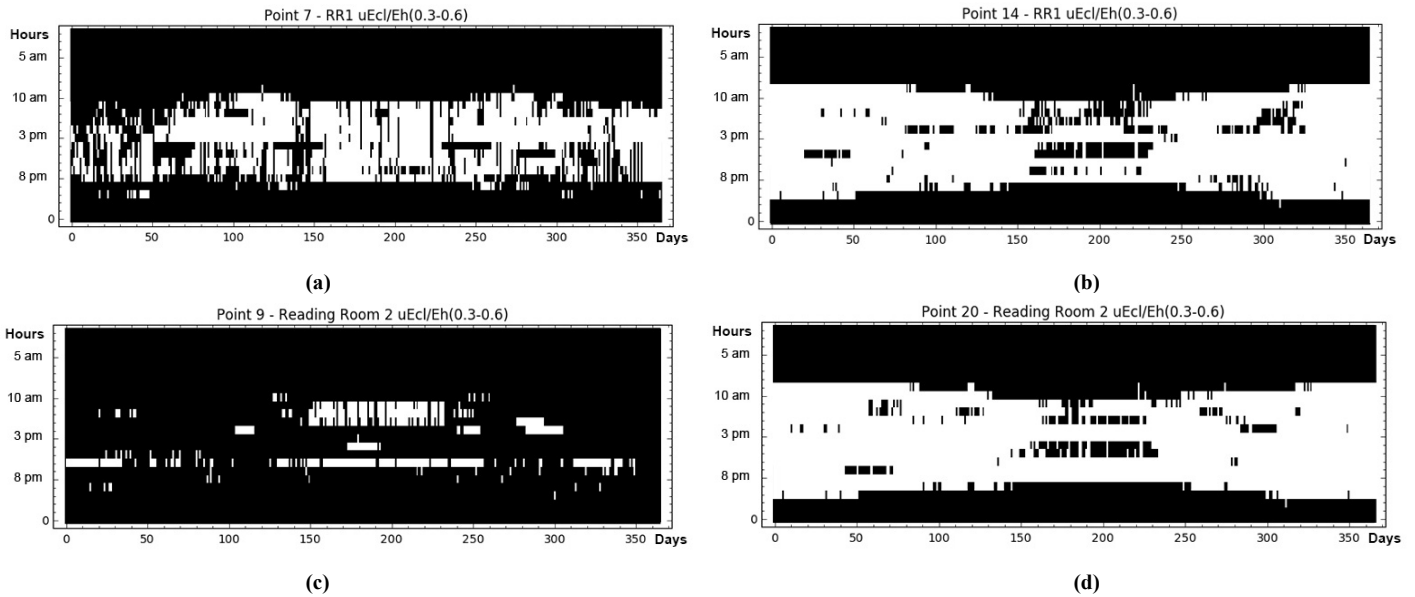 Point 7 - RR1 uEcl/Eh(0.3-0.6)
Hours
5 am
10 am
3 pm
8 pm
0
0 50 100 150 200 250 300 350 Days
(a)
Point 14 - RR1 uEcl/Eh(0.3-0.6)
Hours
5 am
10 am
3 pm
8 pm
0
0 50 100 150 200 250 300 350 Days
(b)
Point 9 - Reading Room 2 uEcl/Eh(0.3-0.6)
Hours
5 am
10 am
3 pm
8 pm
0
0 50 100 150 200 250 300 350 Days
(c)
Point 20 - Reading Room 2 uEcl/Eh(0.3-0.6)
Hours
5 am
10 am
3 pm
8 pm
0
0 50 100 150 200 250 300 350 Days
(d)